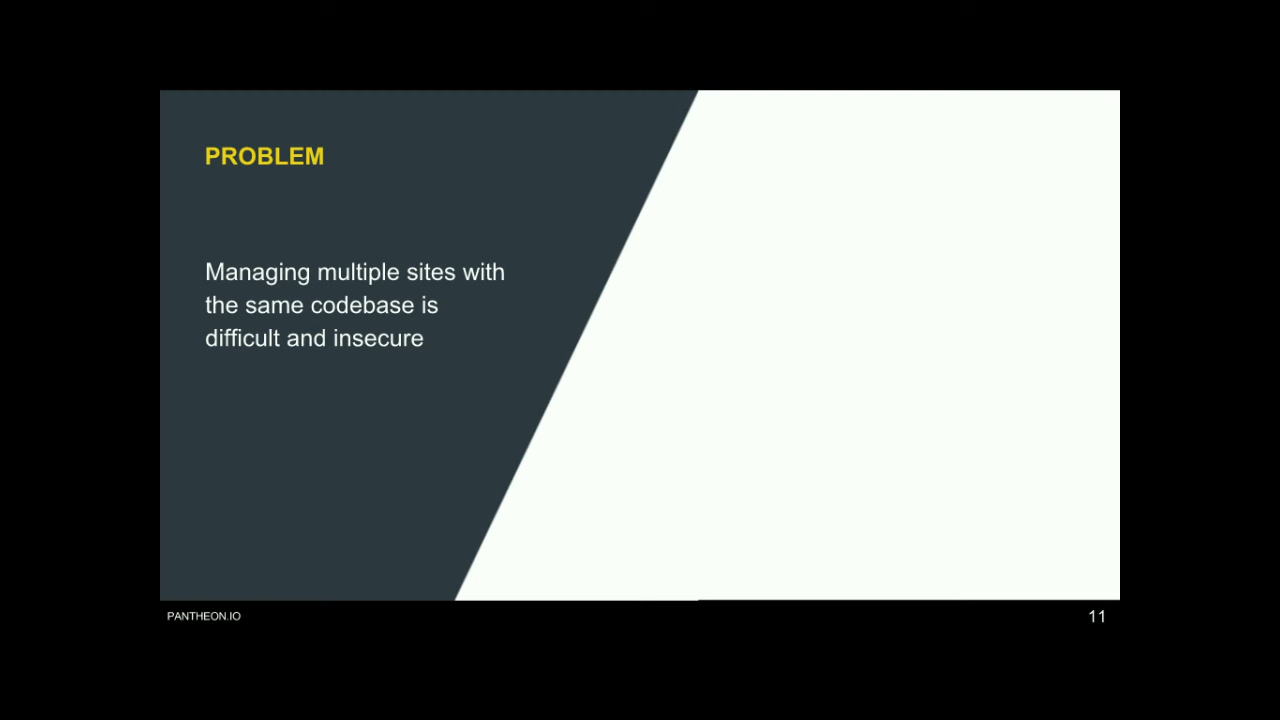 PROBLEM
Managing multiple sites with
the same codebase is
difficult and insecure
PANTHEON.IO
11